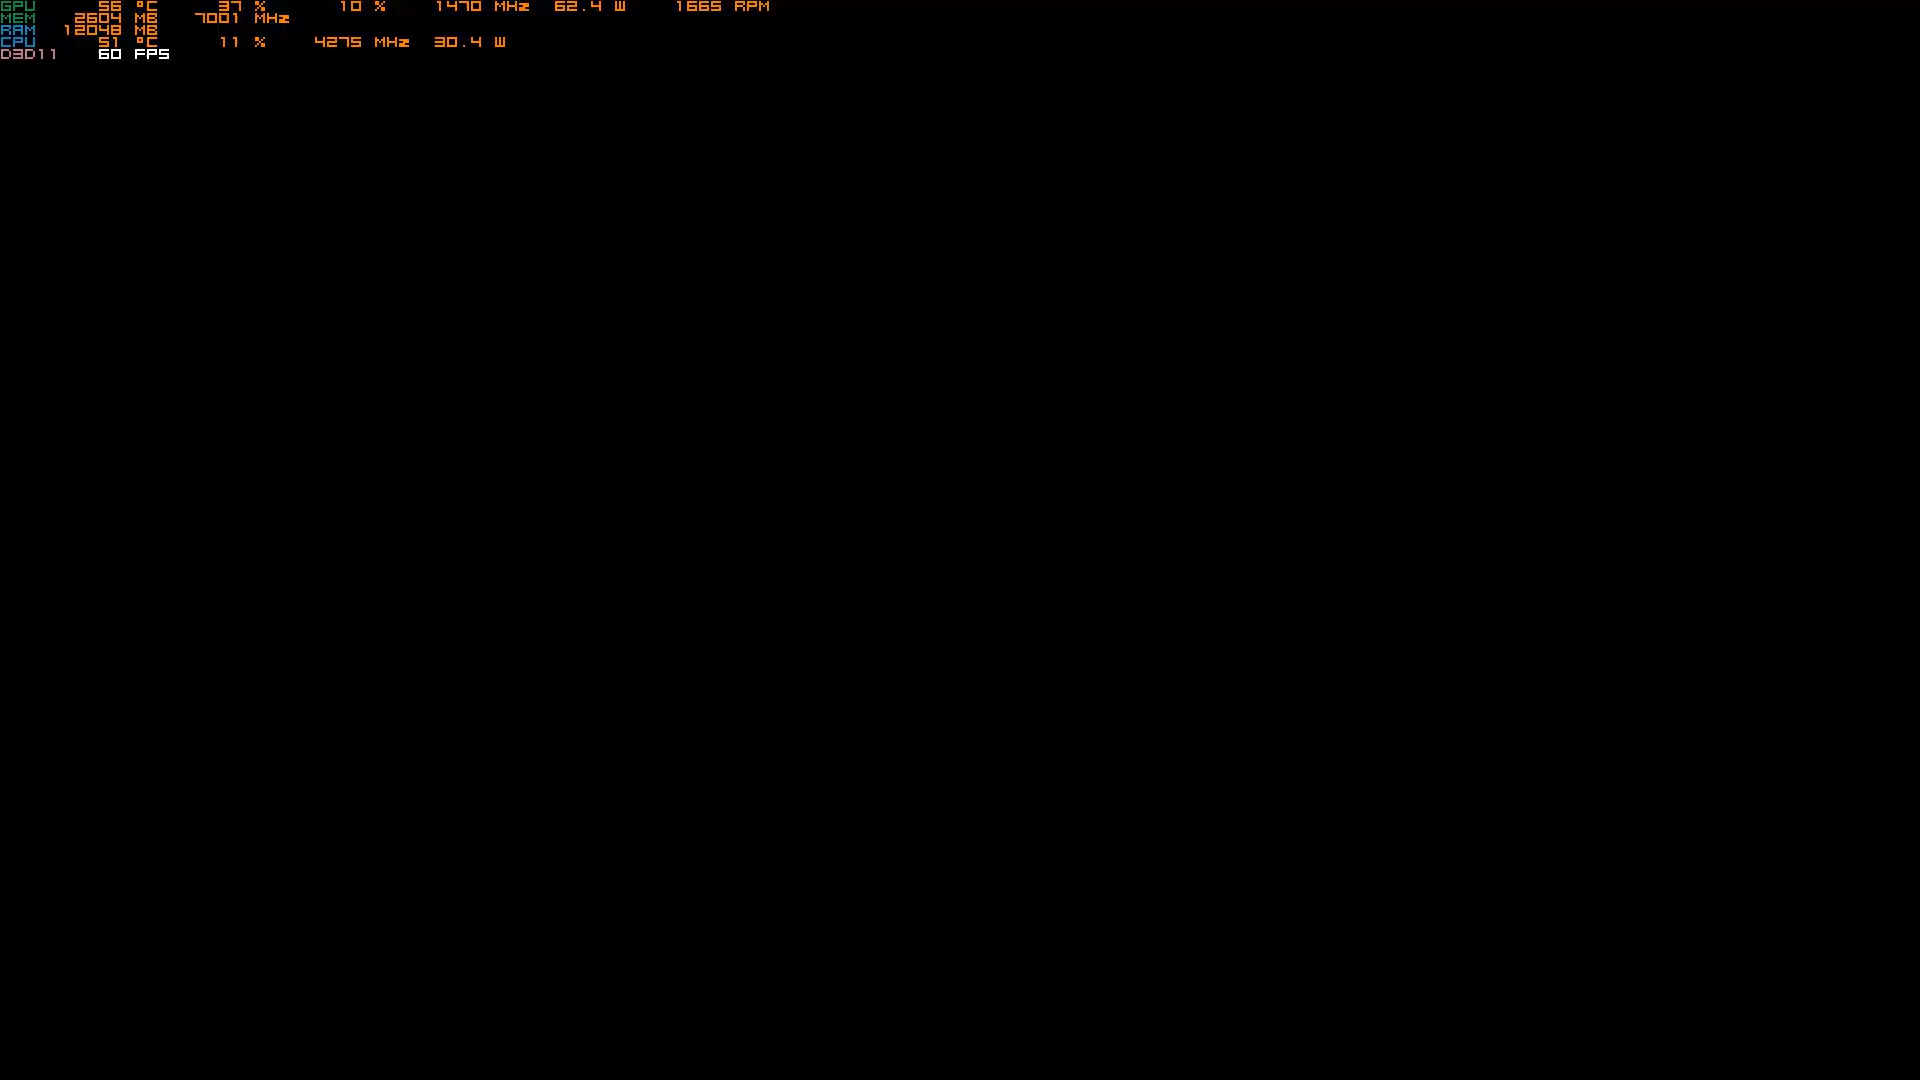 GPU 56 °C 37 % 10 % 1470 MHz 62.4 W 1665 RPM
MEM 2604 MB 7001 MHz
RAM 12048 MB
CPU 51 °C 11 % 4275 MHz 30.4 W
D3D11 60 FPS